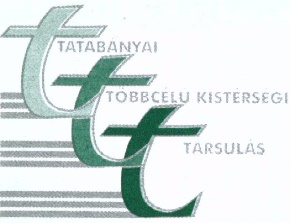 t TATABÁNYAI
t TÖBBCÉLÚ KISTÉRSÉGI
t TÁRSULÁS